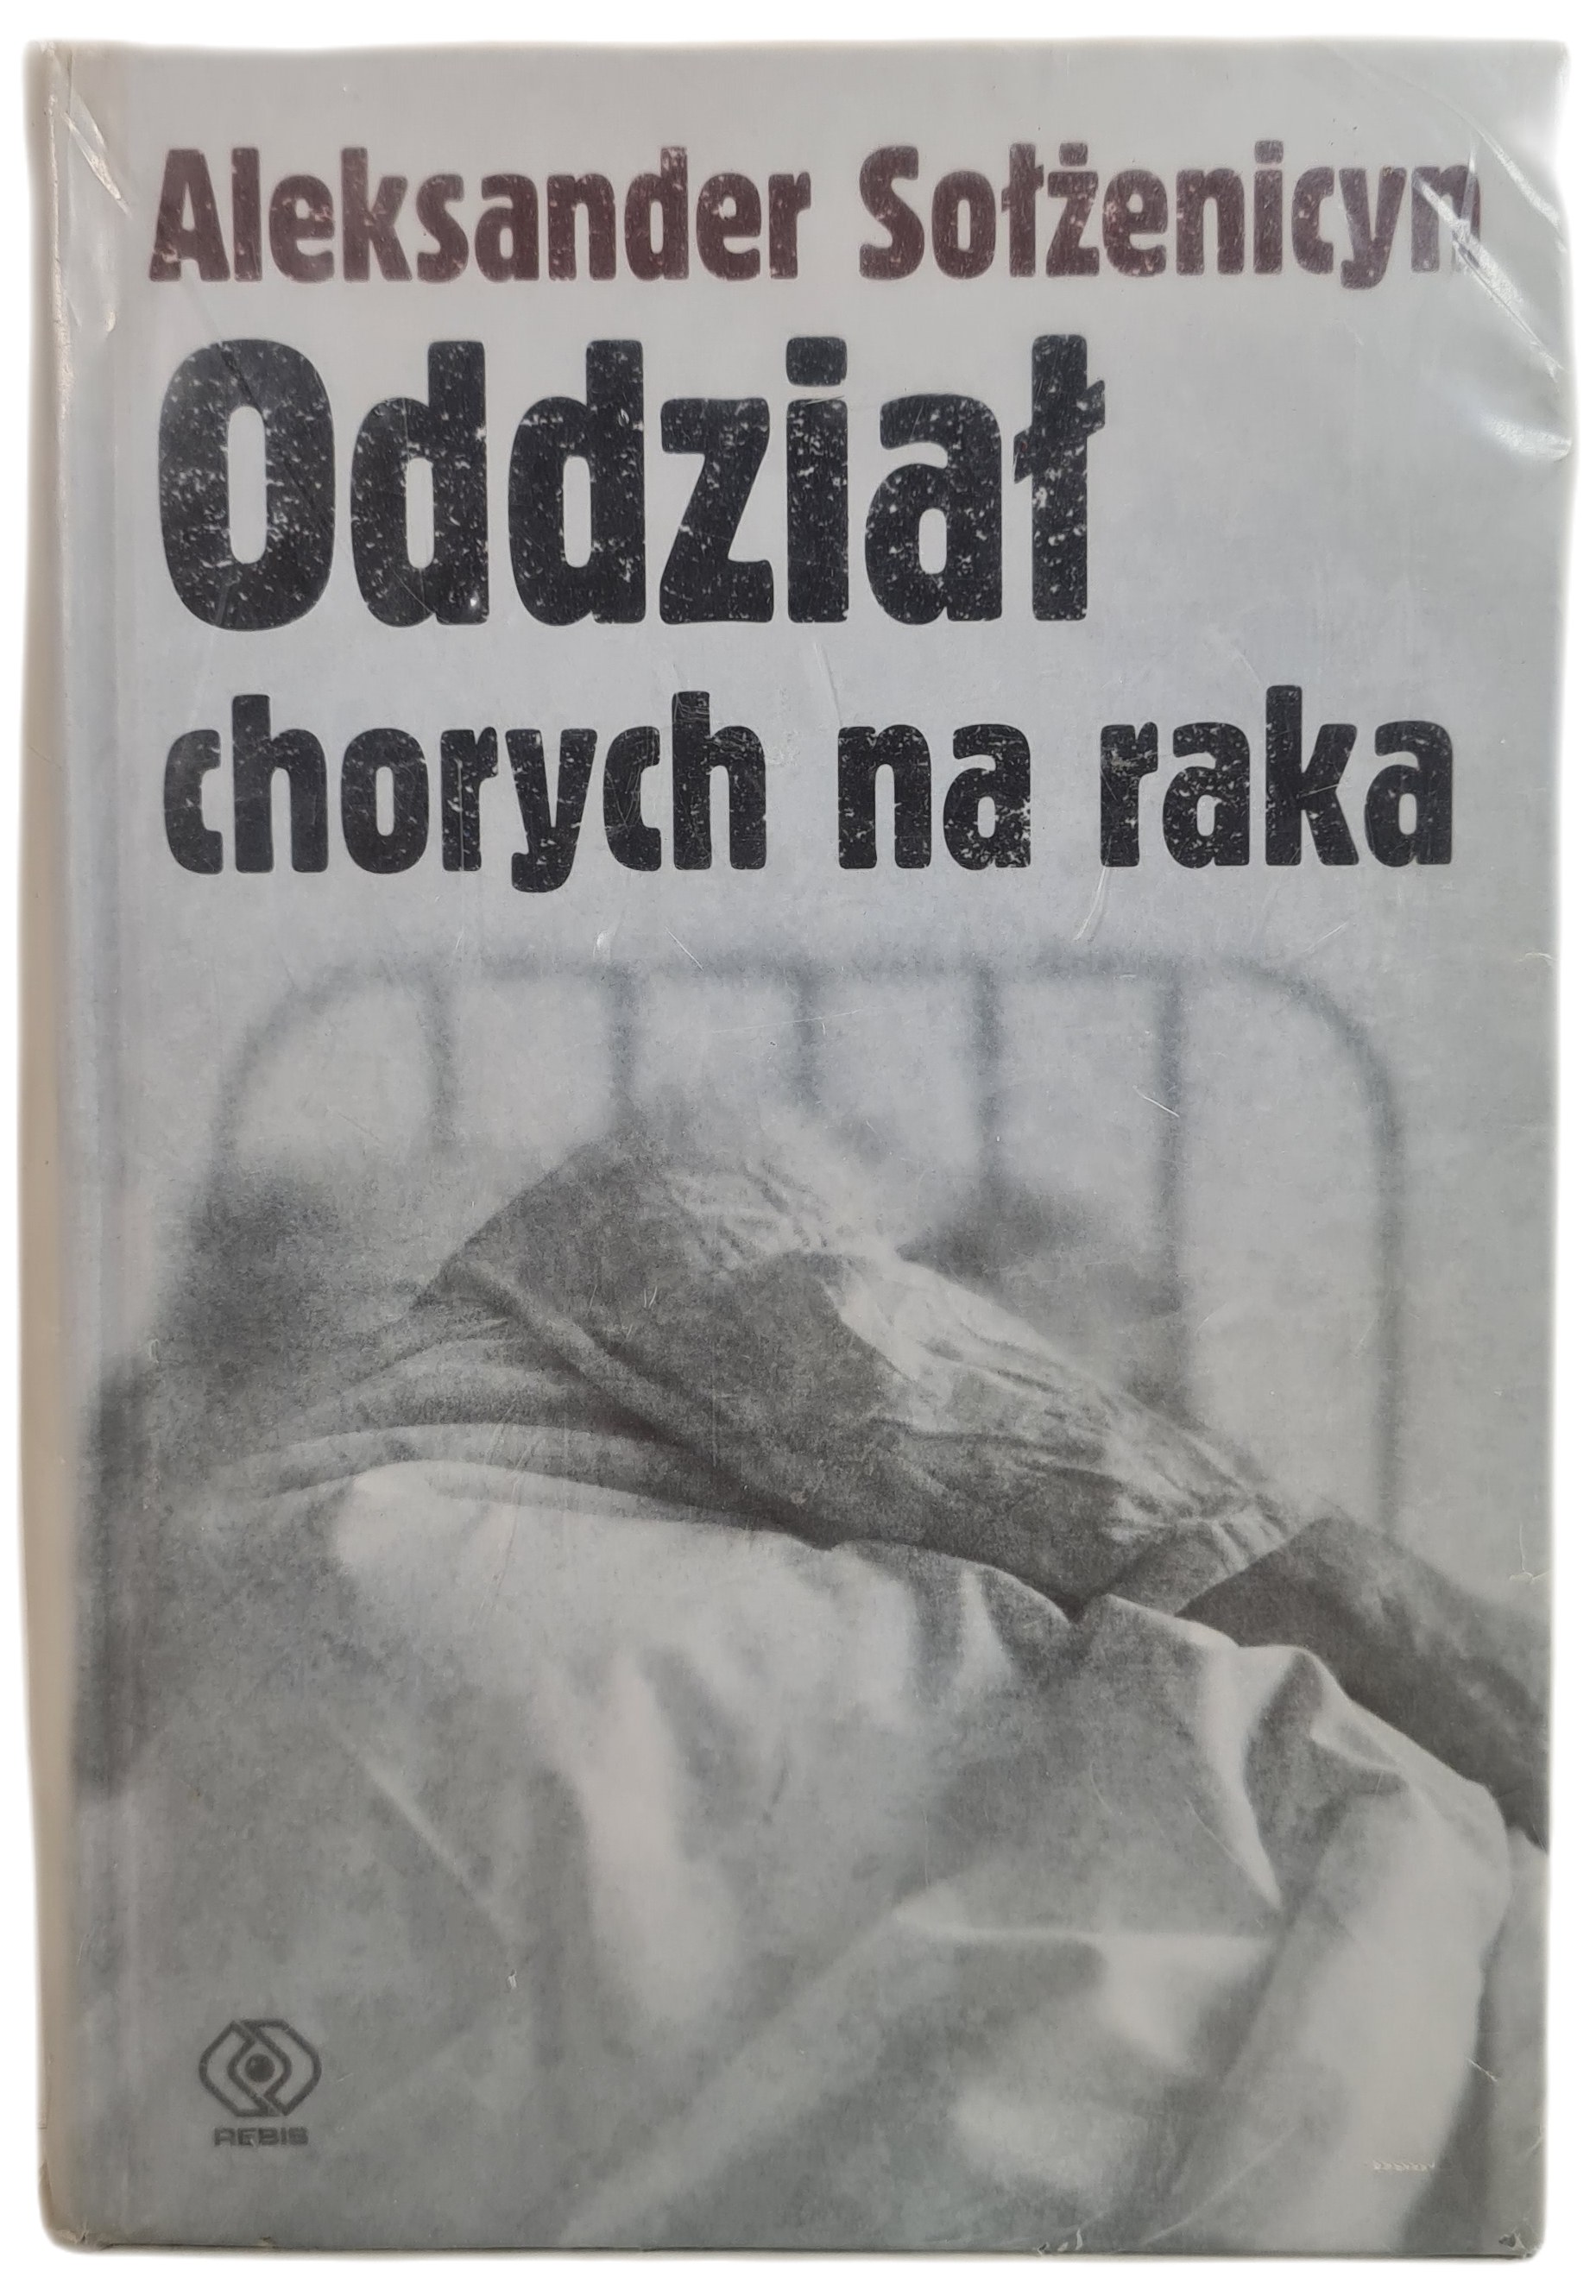 Aleksander Sołżenicyn
Oddział
chorych na raka
REBIS